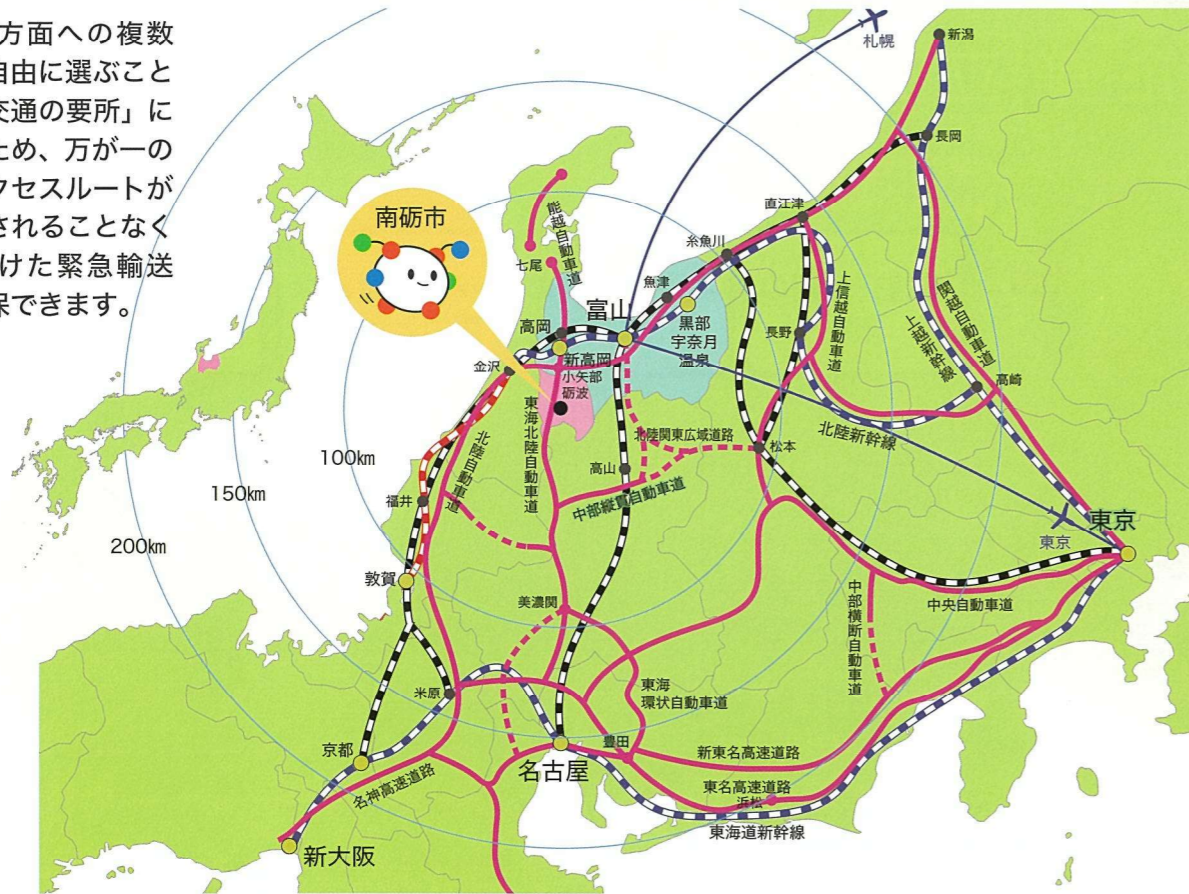 方面への複数
自由に選ぶこと
交通の要所」に
ため、万が一の
クセスルートが
されることなく
けた緊急輸送
保できます。
札幌
新潟
長岡
直江津
糸魚川
魚津
南砺市
能越自動車道
七尾
富山
高岡
新高岡
小矢部
砺波
黒部
宇奈月
温泉
金沢
長野
上信越自動車道
上越新幹線
関越自動車道
高崎
北陸新幹線
北陸関東広域道路
松本
東海北陸自動車道
北陸自動車道
高山
中部縦貫自動車道
100km
150km
200km
福井
敦賀
東京
東京
美濃関
中央自動車道
中部横断自動車道
米原
東海
環状自動車道
京都
名古屋
豊田
新東名高速道路
東名高速道路
浜松
東海道新幹線
名神高速道路
新大阪